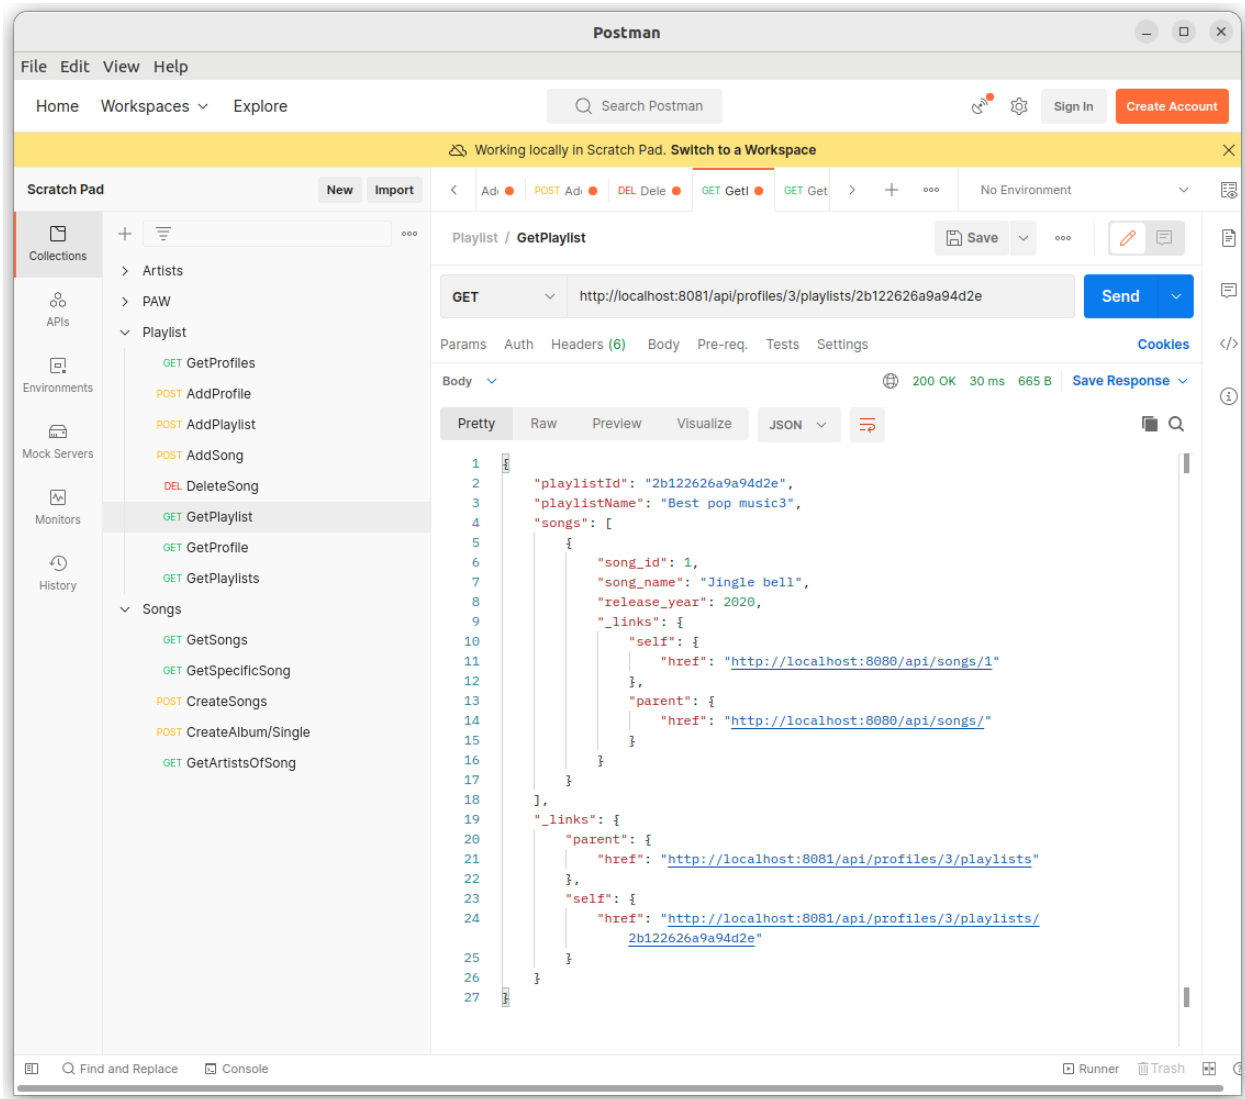 Postman
File Edit View Help
Home Workspaces Explore Search Postman Sign In Create Account
Working locally in Scratch Pad. Switch to a Workspace
Scratch Pad New Import
POST DEL Dele GET GET Get No Environment
Collections
APIs
Environments
Mock Servers
Monitors
History
Artists
PAW
Playlist
GET GetProfiles
POST AddProfile
POST AddPlaylist
POST AddSong
DEL DeleteSong
GET GetPlaylist
GET GetProfile
GET GetPlaylists
Songs
GET GetSongs
GET GetSpecificSong
POST CreateSongs
POST CreateAlbum/Single
GET GetArtistsOfSong
Playlist / GetPlaylist Save
GET http://localhost:8081/api/profiles/3/playlists/2b122626a9a94d2e Send
Params Auth Headers (6) Body Pre-req. Tests Settings Cookies
Body 200 OK 30 ms 665 B Save Response
Pretty Raw Preview Visualize JSON
1 {
2 "playlistId": "2b122626a9a94d2e",
3 "playlistName": "Best pop music3",
4 "songs": [
5 {
6 "song_id": 1,
7 "song_name": "Jingle bell",
8 "release_year": 2020,
9 "_links": {
10 "self": {
11 "href": "http://localhost:8080/api/songs/1"
12 },
13 "parent": {
14 "href": "http://localhost:8080/api/songs/"
15 }
16 }
17 }
18 ],
19 "_links": {
20 "parent": {
21 "href": "http://localhost:8081/api/profiles/3/playlists"
22 },
23 "self": {
24 "href": "http://localhost:8081/api/profiles/3/playlists/
2b122626a9a94d2e"
25 }
26 }
27 }
Find and Replace Console Runner Trash